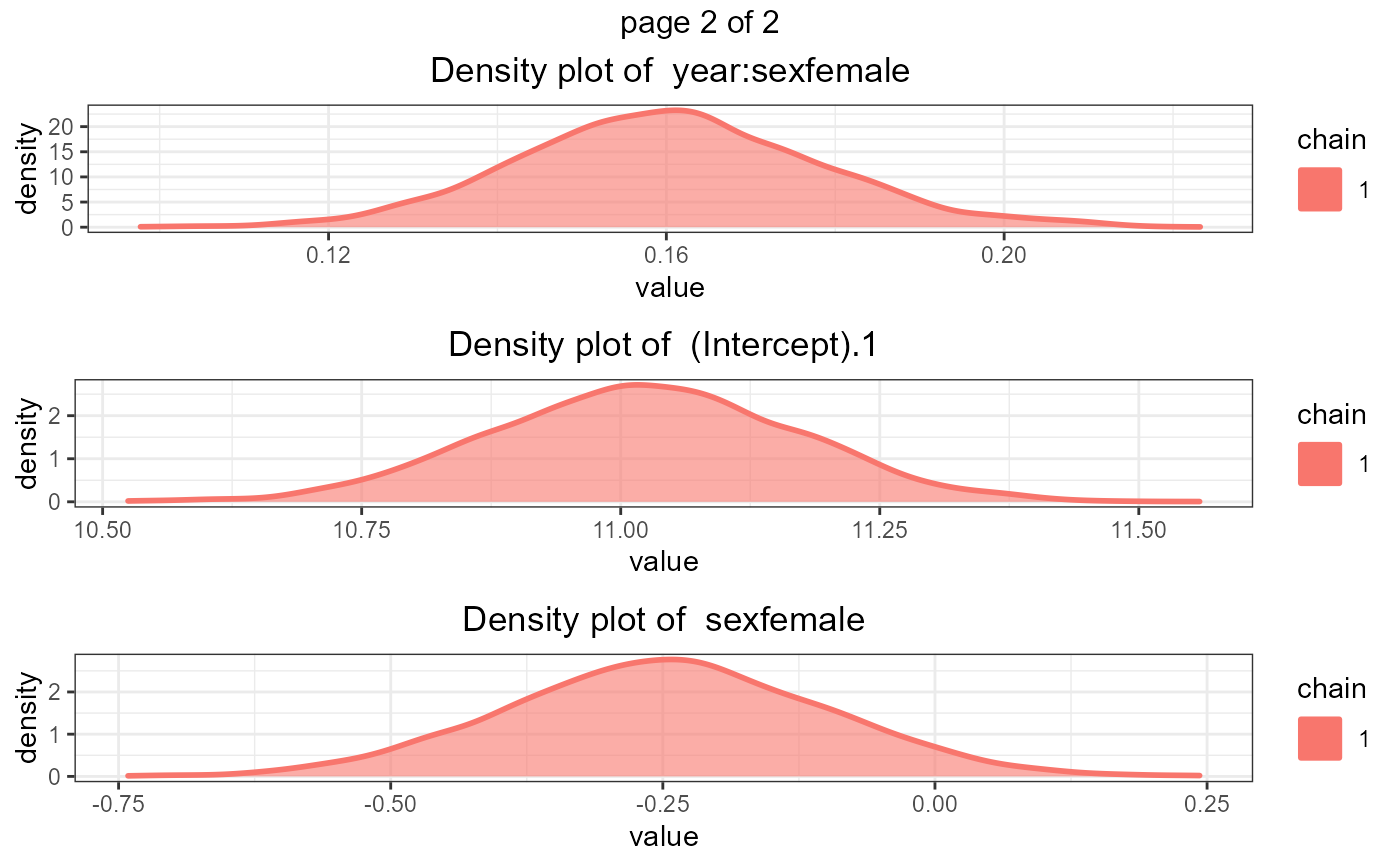 page 2 of 2
Density plot of  year:sexfemale
density
20
15
10
5
0
0.12 0.16 0.20
value
chain
1
Density plot of  (Intercept).1
density
2
1
0
10.50 10.75 11.00 11.25 11.50
value
chain
1
Density plot of  sexfemale
density
2
1
0
-0.75 -0.50 -0.25 0.00 0.25
value
chain
1